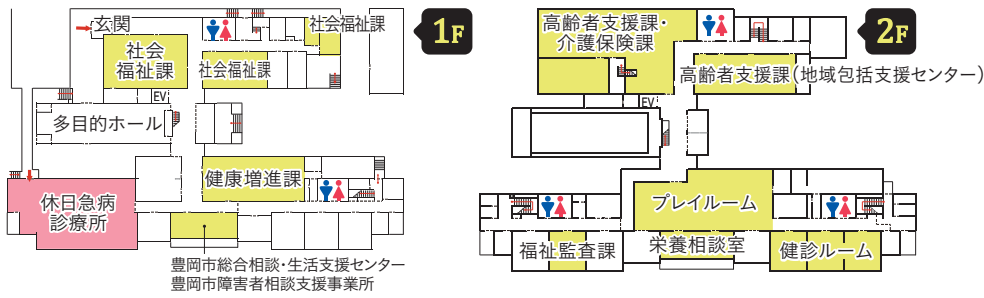 1F
玄関
社会福祉課
社会
福祉課
社会福祉課
EV
多目的ホール
健康増進課
休日急病
診療所
豊岡市総合相談・生活支援センター
豊岡市障害者相談支援事業所
2F
高齢者支援課・
介護保険課
高齢者支援課（地域包括支援センター）
EV
プレイルーム
福祉監査課
栄養相談室
健診ルーム